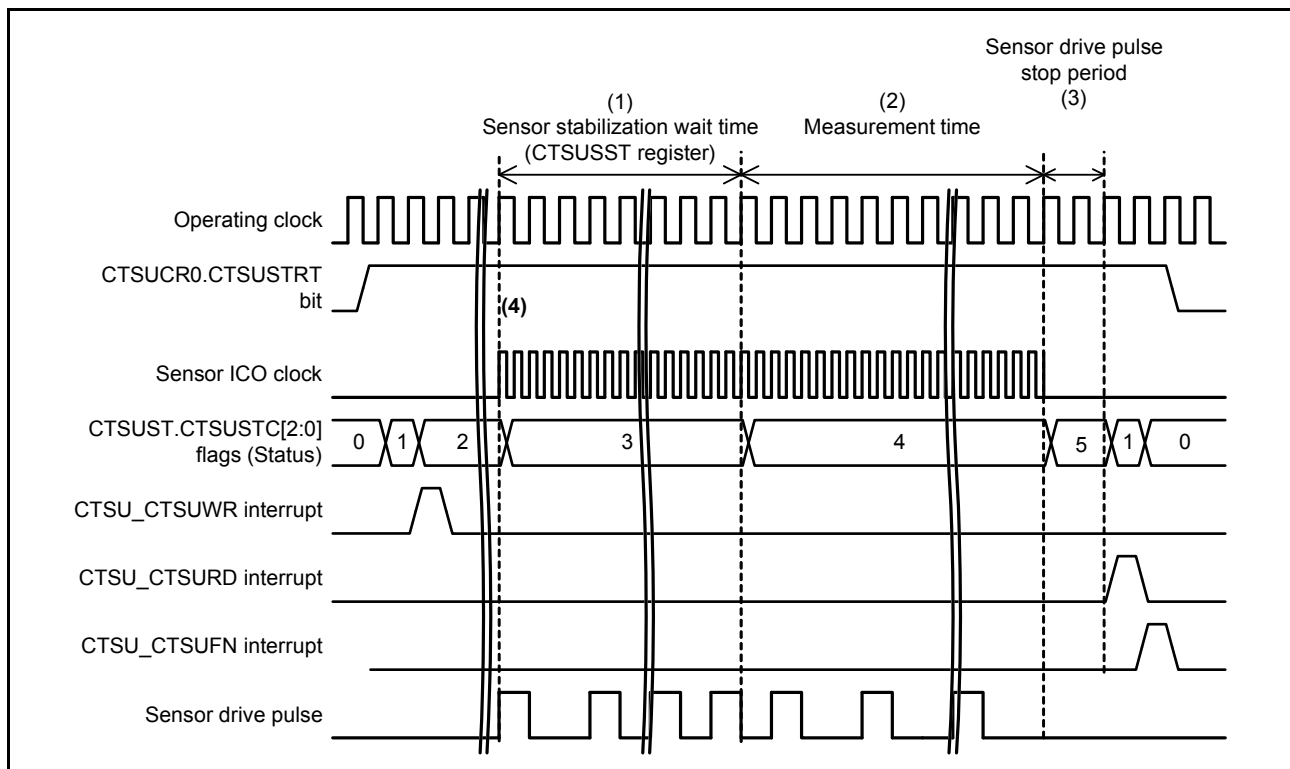 Sensor drive pulse
stop period
(3)
(1)
Sensor stabilization wait time
(CTSUSST register)
(2)
Measurement time
Operating clock
CTSUCR0.CTSUSTRT
bit
(4)
Sensor ICO clock
CTSUST.CTSUSTC[2:0]
flags (Status)
0 1 2 3 4 5 1 0
CTSU_CTSUWR interrupt
CTSU_CTSURD interrupt
CTSU_CTSUFN interrupt
Sensor drive pulse